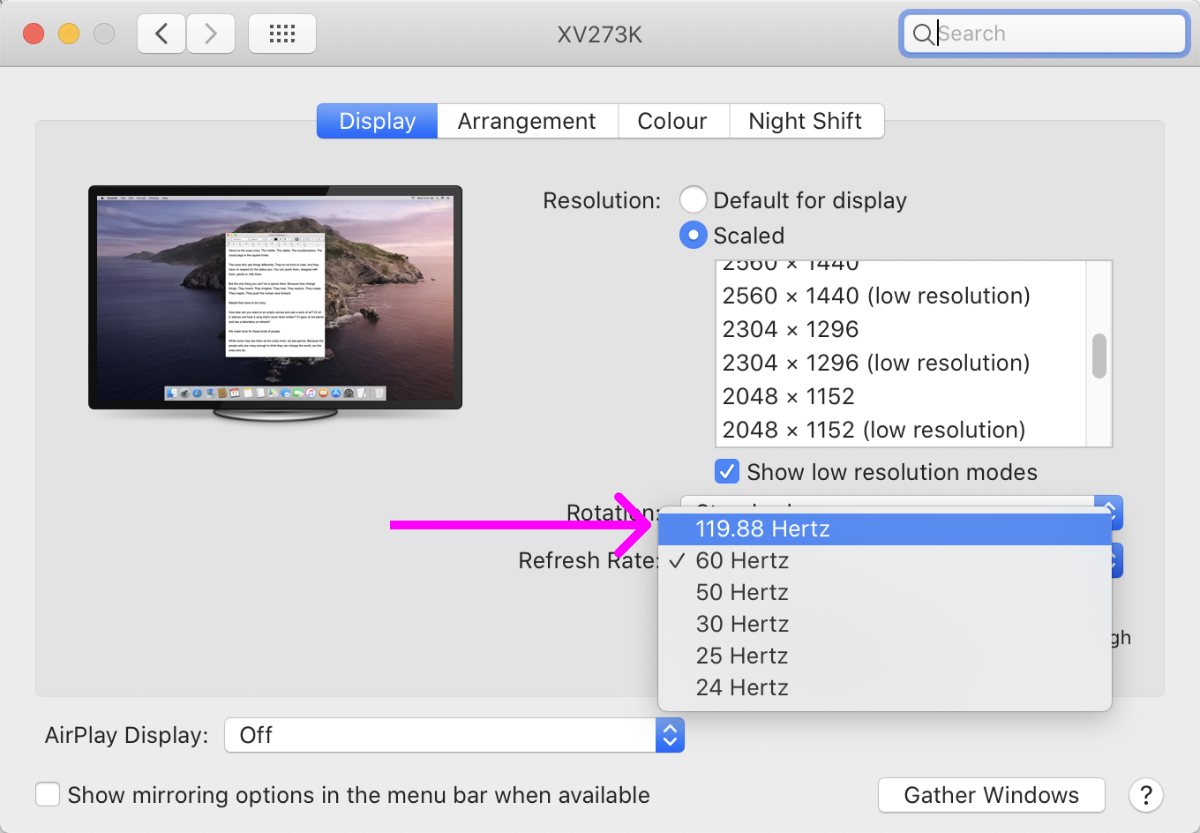 XV273K
Search
Display
Arrangement
Colour
Night Shift
Resolution:
Default for display
Scaled
2560 × 1440
2560 × 1440 (low resolution)
2304 × 1296
2304 × 1296 (low resolution)
2048 × 1152
2048 × 1152 (low resolution)
Show low resolution modes
Rotation:
119.88 Hertz
Refresh Rate:
60 Hertz
50 Hertz
30 Hertz
25 Hertz
24 Hertz
AirPlay Display:
Off
Show mirroring options in the menu bar when available
Gather Windows
?